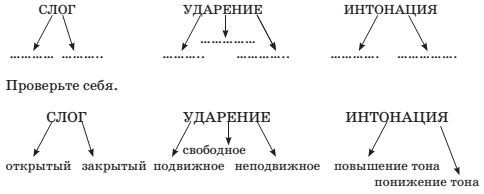 СЛОГ УДАРЕНИЕ ИНТОНАЦИЯ
……………
………… ……….. ……….. ………….. …………. …………….
Проверьте себя.
СЛОГ УДАРЕНИЕ ИНТОНАЦИЯ
свободное
открытый закрытый подвижное неподвижное повышение тона
понижение тона